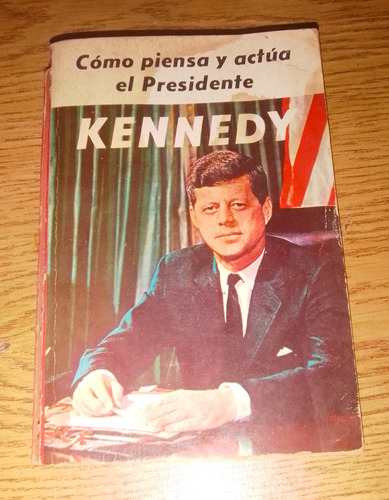 Cómo piensa y actúa
el Presidente
KENNEDY